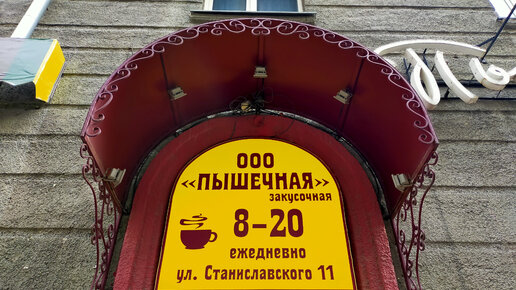 ООО
«ПЫШЕЧНАЯ»
закусочная
8-20
ежедневно
ул. Станиславского 11